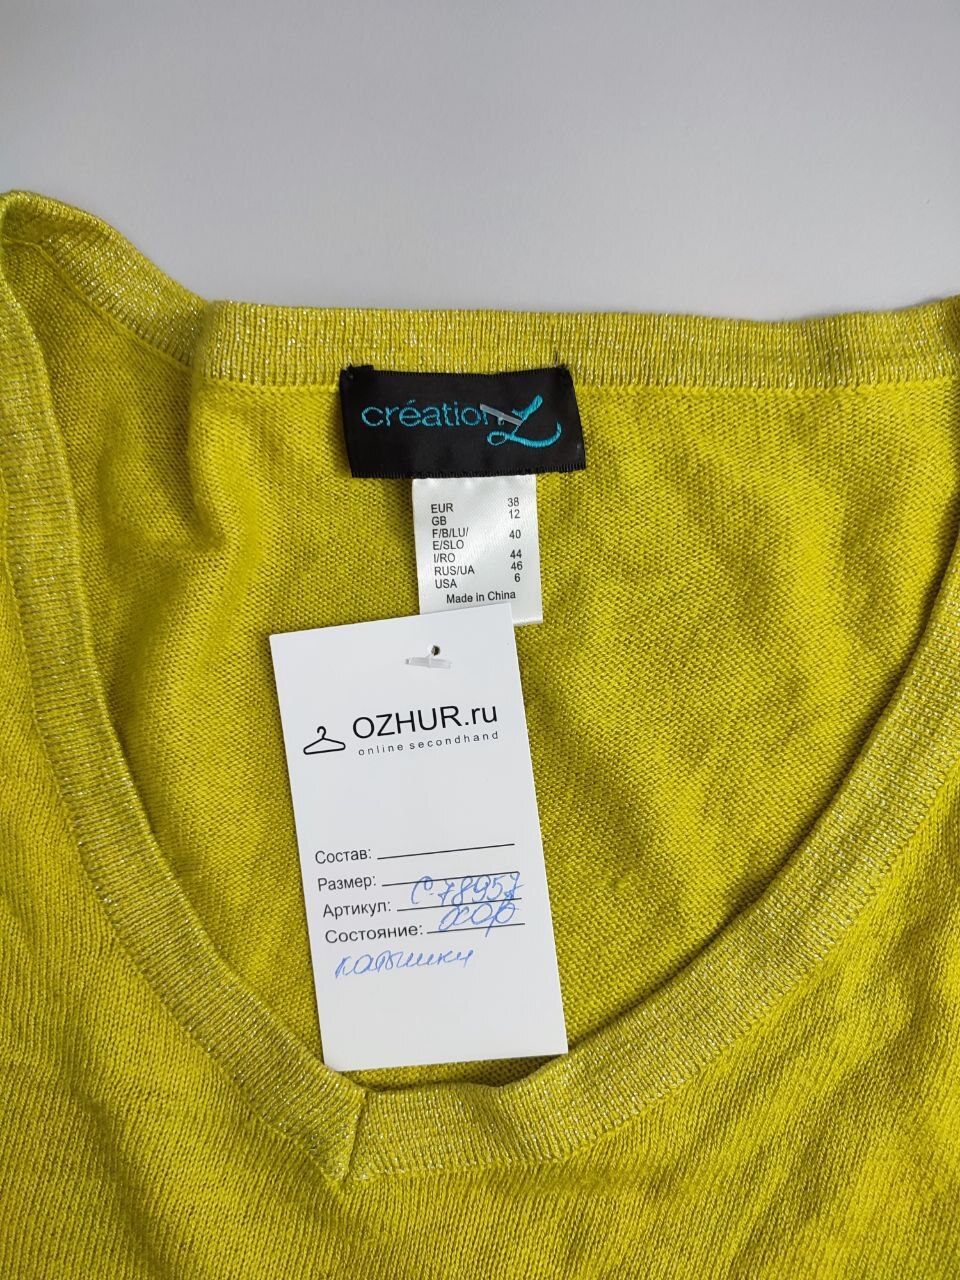 création L
EUR 38
GB 12
F/B/LU/ 40
E/SLO
I/RO 44
RUS/UA 46
USA 6
Made in China
OZHUR.ru
online secondhand
Состав:
Размер:
Артикул: С-78957
Состояние: хор
катышки